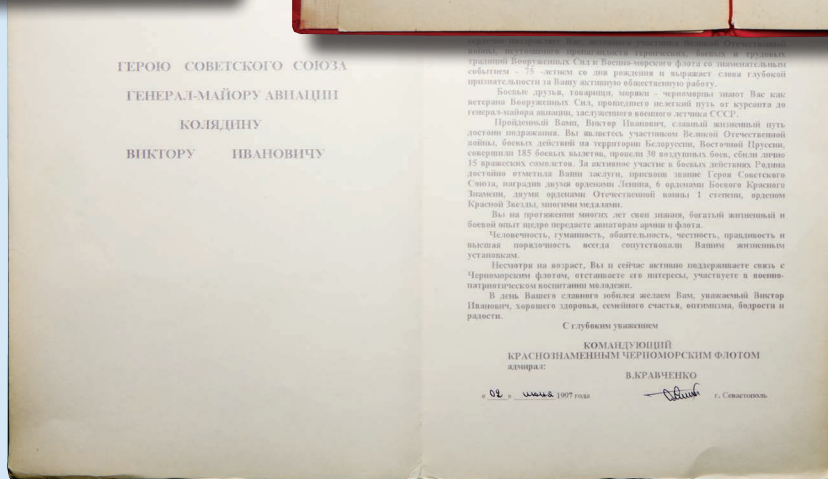 ГЕРОЮ СОВЕТСКОГО СОЮЗА
ГЕНЕРАЛ-МАЙОРУ АВИАЦИИ
КОЛЯДИНУ
ВИКТОРУ ИВАНОВИЧУ
войны,
традиций Вооруженных Сил и Военно-морского флота со знаменательным
событием - 75 -летием со дня рождения и выражает слова глубокой
признательности за Вашу активную общественную работу.
Боевые друзья, товарищи, моряки - черноморцы знают Вас как
ветерана Вооруженных Сил, прошедшего нелегкий путь от курсанта до
генерал-майора авиации, заслуженного военного летчика СССР.
Пройденный Вами, Виктор Иванович, славный жизненный путь
достоин подражания. Вы являетесь участником Великой Отечественной
войны, боевых действий на территории Белоруссии, Восточной Пруссии,
совершили 185 боевых вылетов, провели 30 воздушных боев, сбили лично
15 вражеских самолетов. За активное участие в боевых действиях Родина
достойно отметила Ваши заслуги, присвоив звание Героя Советского
Союза, наградив двумя орденами Ленина, 6 орденами Боевого Красного
Знамени, двумя орденами Отечественной войны 1 степени, орденом
Красной Звезды, многими медалями.
Вы на протяжении многих лет свои знания, богатый жизненный и
боевой опыт щедро передаете авиаторам армии и флота.
Человечность, гуманность, обаятельность, честность, правдивость и
высшая порядочность всегда сопутствовали Вашим жизненным
установкам.
Несмотря на возраст, Вы и сейчас активно поддерживаете связь с
Черноморским флотом, отстаиваете его интересы, участвуете в военно-
патриотическом воспитании молодежи.
В день Вашего славного юбилея желаем Вам, уважаемый Виктор
Иванович, хорошего здоровья, семейного счастья, оптимизма, бодрости и
радости.
С глубоким уважением
КОМАНДУЮЩИЙ
КРАСНОЗНАМЕННЫМ ЧЕРНОМОРСКИМ ФЛОТОМ
адмирал:
В.КРАВЧЕНКО
« 02 » 1997 года г. Севастополь